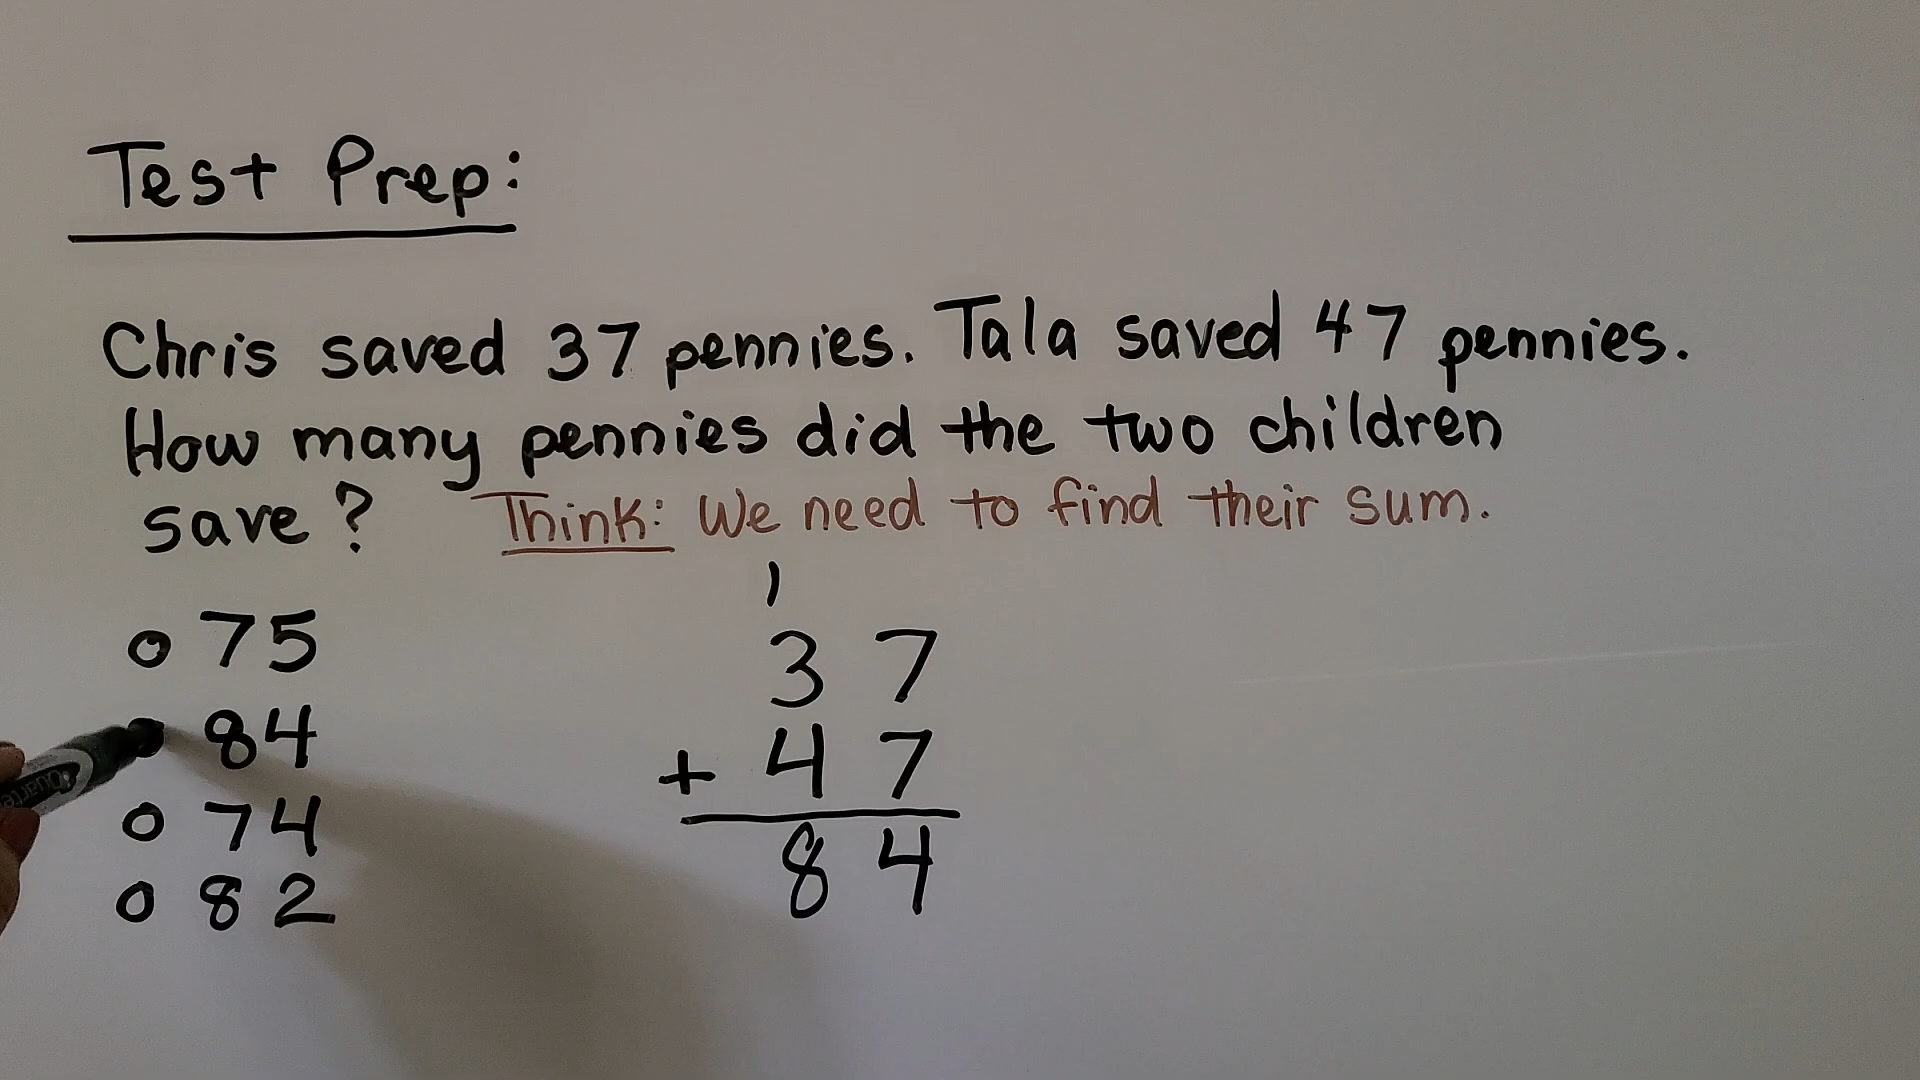 Test Prep:
Chris saved 37 pennies. Tala saved 47 pennies.
How many pennies did the two children
save? Think: We need to find their sum.
1
75
37
84
+ 47
74
84
82